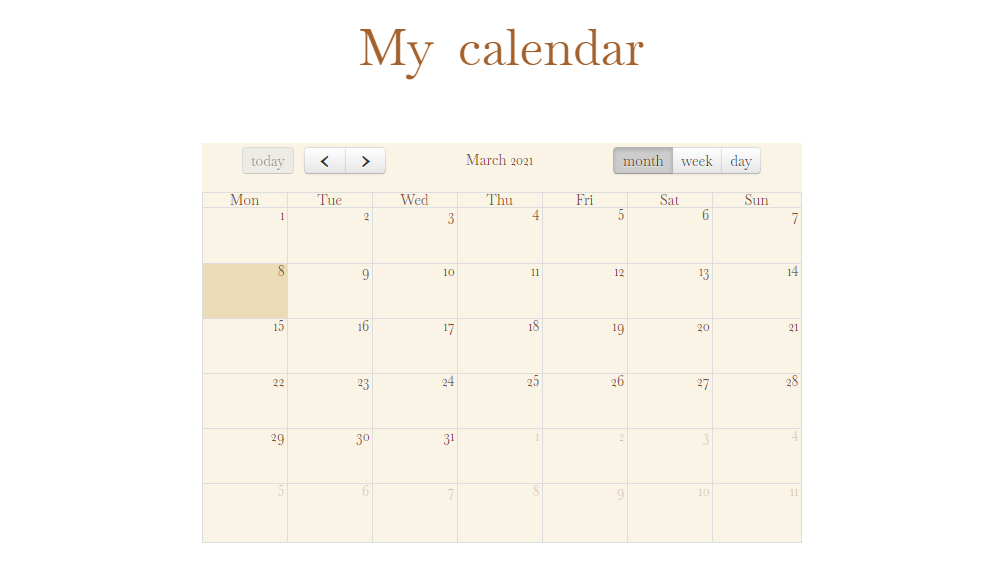 My calendar
today March 2021 month week day
Mon Tue Wed Thu Fri Sat Sun
1 2 3 4 5 6 7
8 9 10 11 12 13 14
15 16 17 18 19 20 21
22 23 24 25 26 27 28
29 30 31 1 2 3 4
5 6 7 8 9 10 11